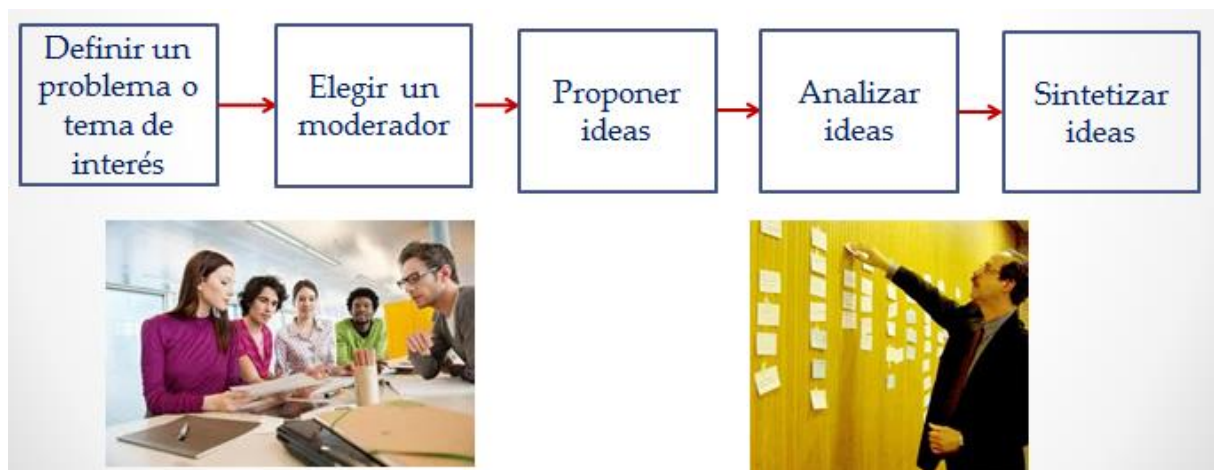 Definir un
problema o
tema de
interés
Elegir un
moderador
Proponer
ideas
Analizar
ideas
Sintetizar
ideas